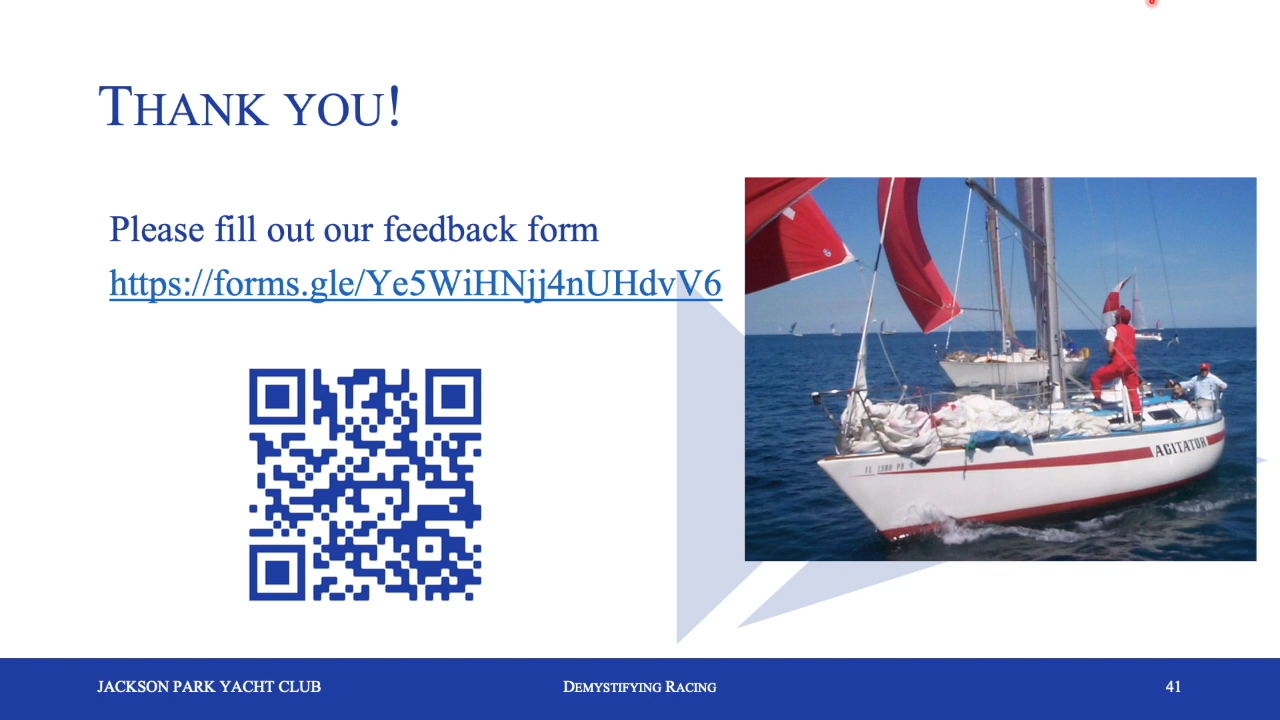 THANK YOU!
Please fill out our feedback form
https://forms.gle/Ye5WiHNjj4nUHdvV6
AGITATOR
JACKSON PARK YACHT CLUB
DEMYSTIFYING RACING
41